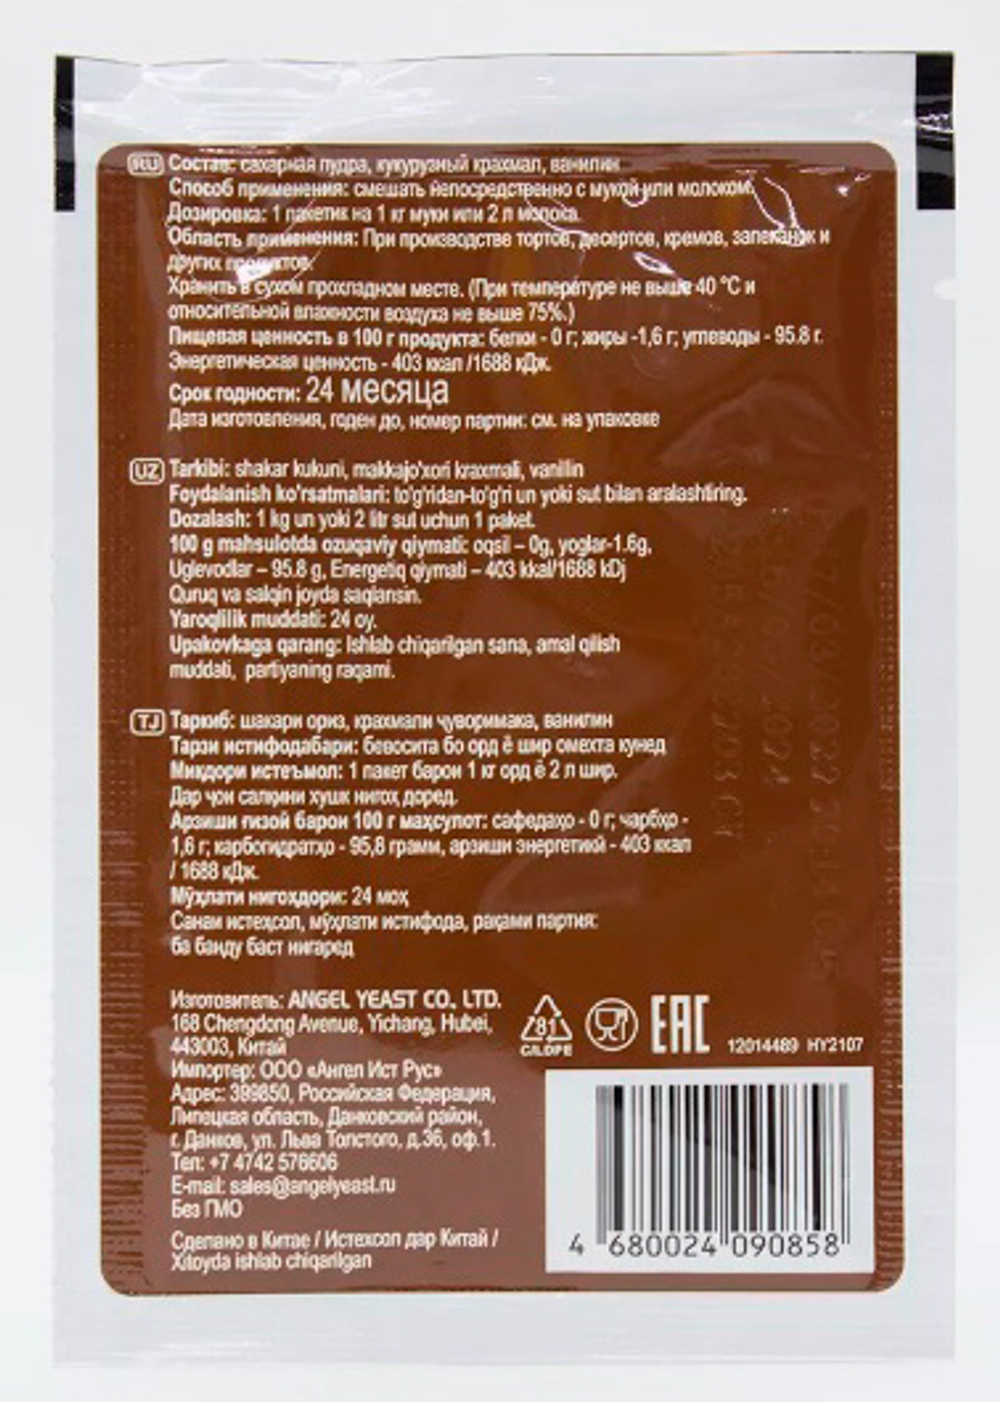 RU Состав: сахарная пудра, кукурузный крахмал, ванилин
Способ применения: смешать непосредственно с мукой или молоком.
Дозировка: 1 пакетик на 1 кг муки или 2 л молока.
Область применения: При производстве тортов, десертов, кремов, запеканок и
других продуктов.
Хранить в сухом прохладном месте. (При температуре не выше 40 °C и
относительной влажности воздуха не выше 75%.)
Пищевая ценность в 100 г продукта: белки - 0 г; жиры -1,6 г; углеводы - 95.8 г.
Энергетическая ценность - 403 ккал /1688 кДж.
Срок годности: 24 месяца
Дата изготовления, годен до, номер партии: см. на упаковке
UZ Tarkibi: shakar kukuni, makkajo'xori kraxmali, vanillin
Foydalanish ko'rsatmalari: to'g'ridan-to'g'ri un yoki sut bilan aralashtiring.
Dozalash: 1 kg un yoki 2 litr sut uchun 1 paket.
100 g mahsulotda ozuqaviy qiymati: oqsil – 0g, yoglar-1.6g,
Uglevodlar – 95.8 g, Energetiq qiymati – 403 kkal/1688 kDj
Quruq va salqin joyda saqlansin.
Yaroqlilik muddati: 24 oy.
Upakovkaga qarang: Ishlab chiqarilgan sana, amal qilish
muddati, partiyaning raqami.
TJ Таркиб: шакари ориз, крахмали ҷуворимака, ванилин
Тарзи истифодабари: бевосита бо орд ё шир омехта кунед
Микдори истеъмол: 1 пакет барои 1 кг орд ё 2 л шир.
Дар ҷои салқини хушк нигоҳ доред.
Арзиши ғизоӣ барои 100 г маҳсулот: сафедаҳо - 0 г; чарбҳо -
1,6 г; карбогидратҳо - 95,8 грамм, арзиши энергетикӣ - 403 ккал
/ 1688 кДж.
Мӯҳлати нигоҳдори: 24 моҳ
Санаи истеҳсол, мӯҳлати истифода, рақами партия:
ба банду баст нигаред
Изготовитель: ANGEL YEAST CO., LTD.
168 Chengdong Avenue, Yichang, Hubei,
443003, Китай
Импортер: ООО «Ангел Ист Рус»
Адрес: 399850, Российская Федерация,
Липецкая область, Данковский район,
г. Данков, ул. Льва Толстого, д.36, оф.1.
Тел: +7 4742 576606
E-mail: sales@angelyeast.ru
Без ГМО
Сделано в Китае / Истехсол дар Китай /
Xitoyda ishlab chiqarilgan
81
C/LDPE
EAC
12014489 HY2107
4 680024 090858